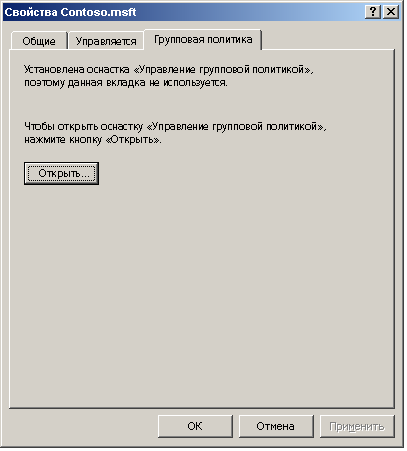 Свойства Contoso.msft
Общие Управляется Групповая политика
Установлена оснастка «Управление групповой политикой»,
поэтому данная вкладка не используется.
Чтобы открыть оснастку «Управление групповой политикой»,
нажмите кнопку «Открыть».
Открыть...
ОК Отмена Применить